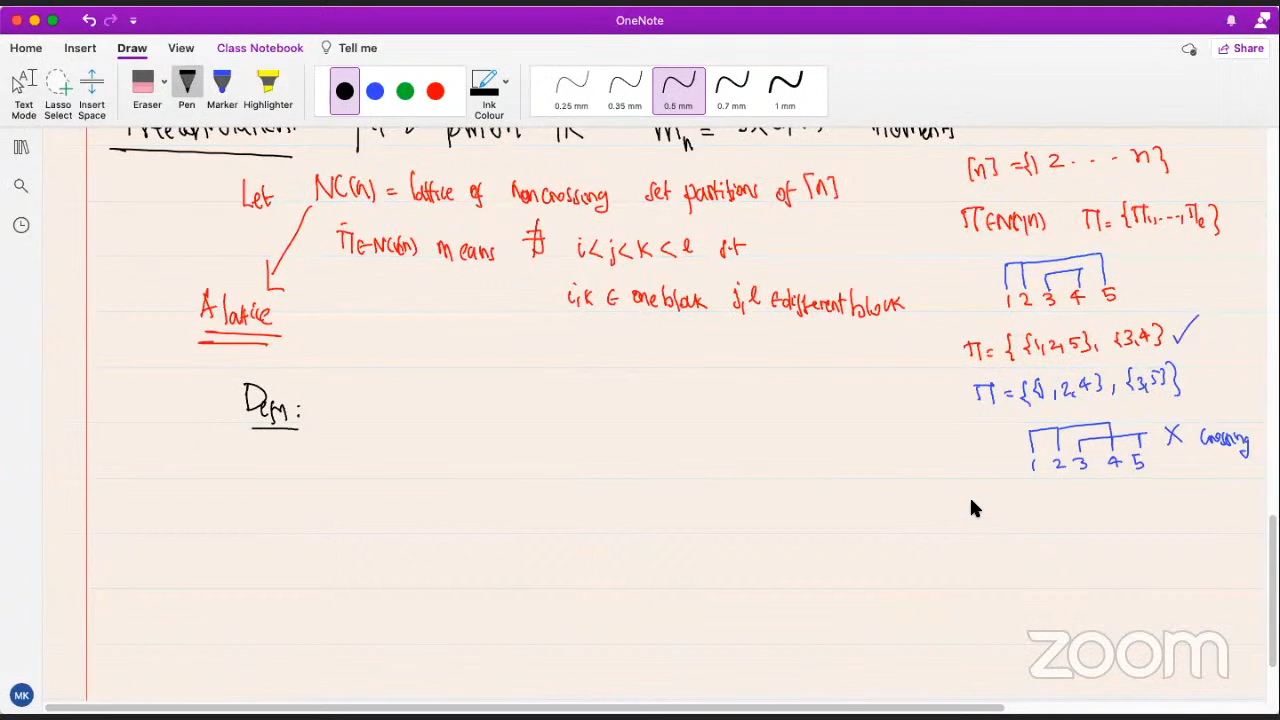 OneNote
Home Insert Draw View Class Notebook Tell me
Share
Text Mode
Lasso Select
Insert Space
Eraser
Pen
Marker
Highlighter
Ink Colour
0.25 mm
0.35 mm
0.5 mm
0.7 mm
1 mm
[n] = {1 2 . . . n}
Let NC(n) = lattice of noncrossing set partitions of [n]
π ∈ NC(n) π = {π₁, ..., πₑ}
π ∈ NC(n) means ∄ i < j < k < l st
i, k ∈ one block j, l ∈ different block
1 2 3 4 5
A lattice
π = { {1, 2, 5}, {3, 4} ✓
π = {{1, 2, 4}, {3, 5}}
Defn:
1 2 3 4 5 X crossing
zoom
MK